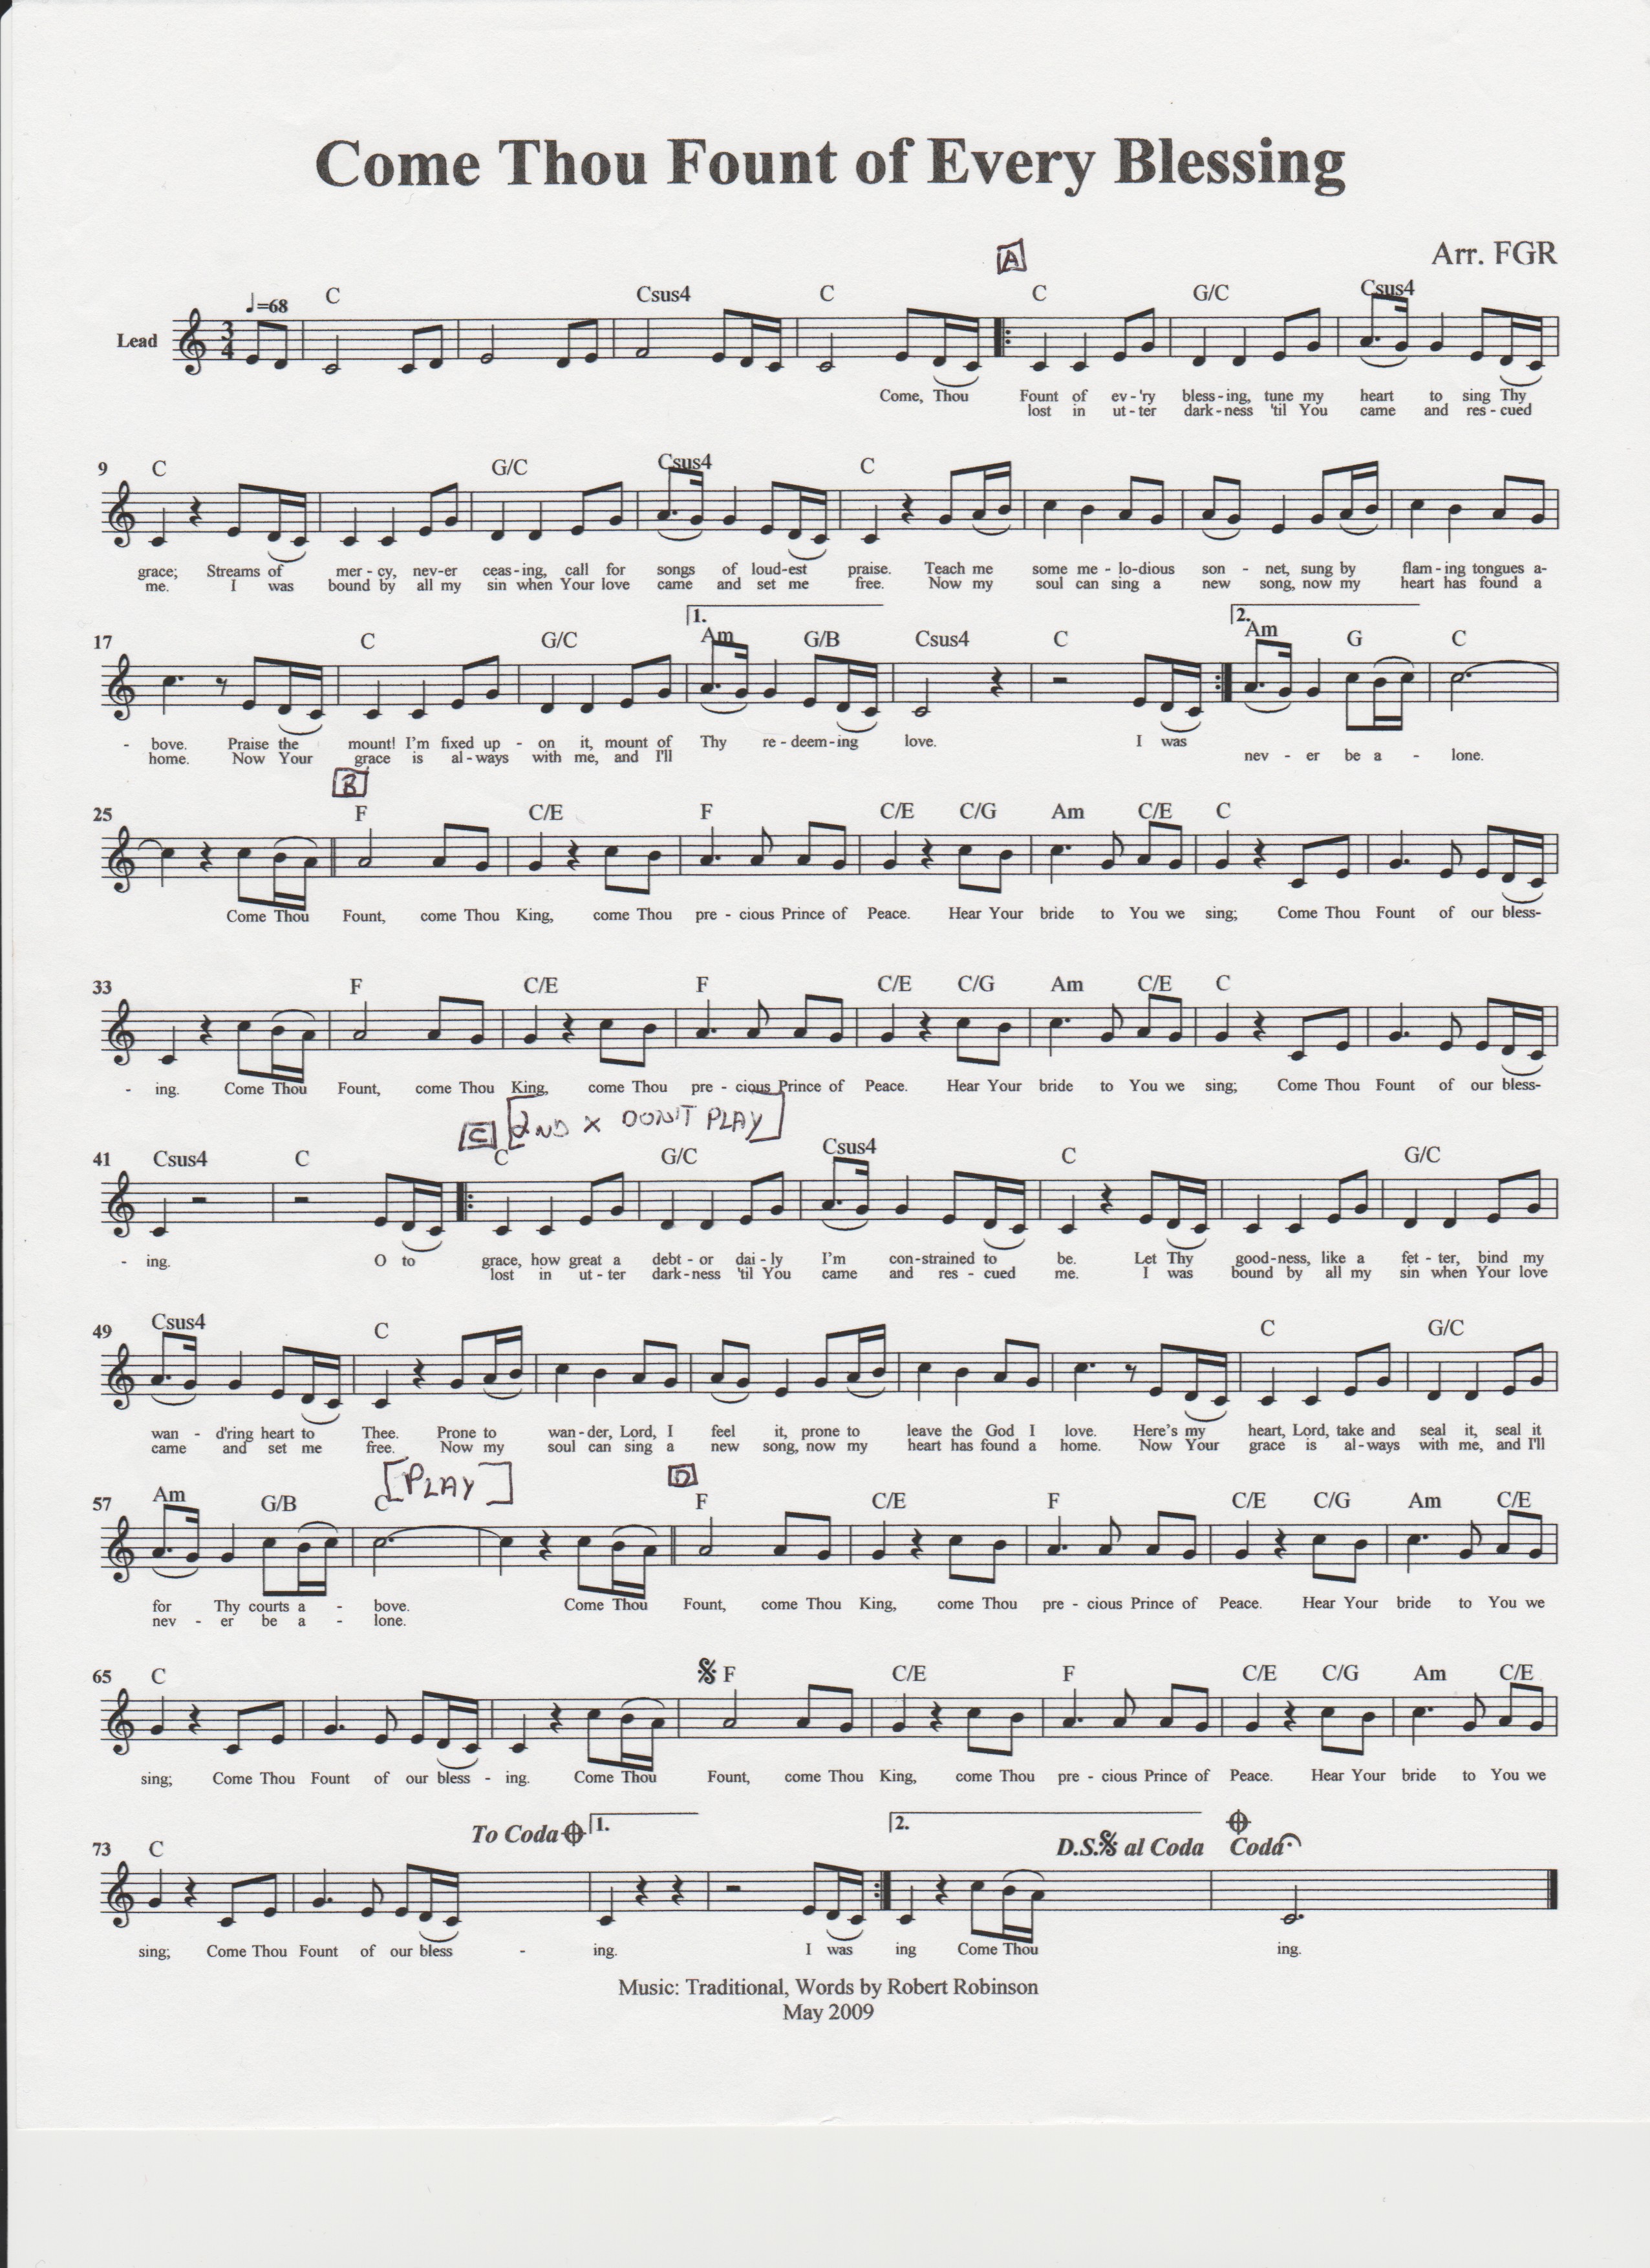 Come Thou Fount of Every Blessing
Arr. FGR
A
♩=68 C Csus4 C C G/C Csus4
Lead
3
4
Come, Thou Fount of ev - 'ry bless - ing, tune my heart to sing Thy
lost in ut - ter dark - ness 'til You came and res - cued
9 C G/C Csus4 C
grace; Streams of mer - cy, nev - er ceas - ing, call for songs of loud - est praise. Teach me some me - lo - dious son - net, sung by flam - ing tongues a-
me. I was bound by all my sin when Your love came and set me free. Now my soul can sing a new song, now my heart has found a
1. 2.
17 C G/C Am G/B Csus4 C Am G C
- bove. Praise the mount! I'm fixed up - on it, mount of Thy re - deem - ing love. I was
home. Now Your grace is al - ways with me, and I'll nev - er be a - lone.
B
25 F C/E F C/E C/G Am C/E C
Come Thou Fount, come Thou King, come Thou pre - cious Prince of Peace. Hear Your bride to You we sing; Come Thou Fount of our bless-
33 F C/E F C/E C/G Am C/E C
- ing. Come Thou Fount, come Thou King, come Thou pre - cious Prince of Peace. Hear Your bride to You we sing; Come Thou Fount of our bless-
C [2ND X DON'T PLAY]
41 Csus4 C C G/C Csus4 C G/C
- ing. O to grace, how great a debt - or dai - ly I'm con - strained to be. Let Thy good - ness, like a fet - ter, bind my
lost in ut - ter dark - ness 'til You came and res - cued me. I was bound by all my sin when Your love
49 Csus4 C C G/C
wan - d'ring heart to Thee. Prone to wan - der, Lord, I feel it, prone to leave the God I love. Here's my heart, Lord, take and seal it, seal it
came and set me free. Now my soul can sing a new song, now my heart has found a home. Now Your grace is al - ways with me, and I'll
[PLAY] D
57 Am G/B C F C/E F C/E C/G Am C/E
for Thy courts a - bove. Come Thou Fount, come Thou King, come Thou pre - cious Prince of Peace. Hear Your bride to You we
nev - er be a - lone.
65 C F C/E F C/E C/G Am C/E
sing; Come Thou Fount of our bless - ing. Come Thou Fount, come Thou King, come Thou pre - cious Prince of Peace. Hear Your bride to You we
To Coda 1. 2. D.S. al Coda Coda
73 C
sing; Come Thou Fount of our bless - ing. I was ing Come Thou ing.
Music: Traditional, Words by Robert Robinson
May 2009